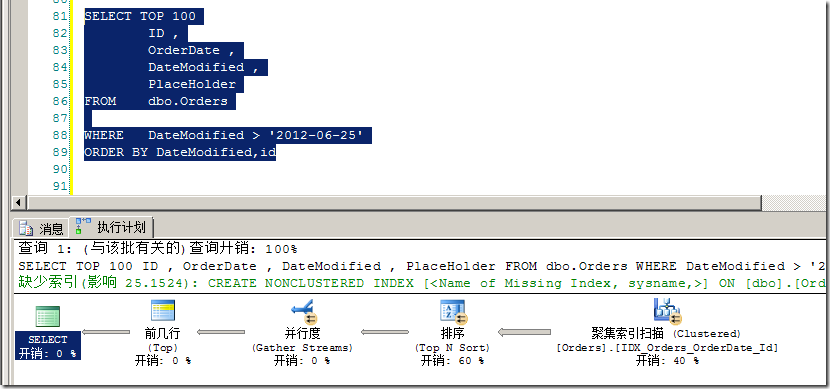 80
81 SELECT TOP 100
82 ID ,
83 OrderDate ,
84 DateModified ,
85 PlaceHolder
86 FROM dbo.Orders
87
88 WHERE DateModified > '2012-06-25'
89 ORDER BY DateModified,id
90
91
消息 执行计划
查询 1: (与该批有关的)查询开销: 100%
SELECT TOP 100 ID , OrderDate , DateModified , PlaceHolder FROM dbo.Orders WHERE DateModified > '2
缺少索引(影响 25.1524): CREATE NONCLUSTERED INDEX [<Name of Missing Index, sysname,>] ON [dbo].[Ord
SELECT
开销: 0 %
前几行
(Top)
开销: 0 %
并行度
(Gather Streams)
开销: 0 %
排序
(Top N Sort)
开销: 60 %
聚集索引扫描 (Clustered)
[Orders].[IDX_Orders_OrderDate_Id]
开销: 40 %